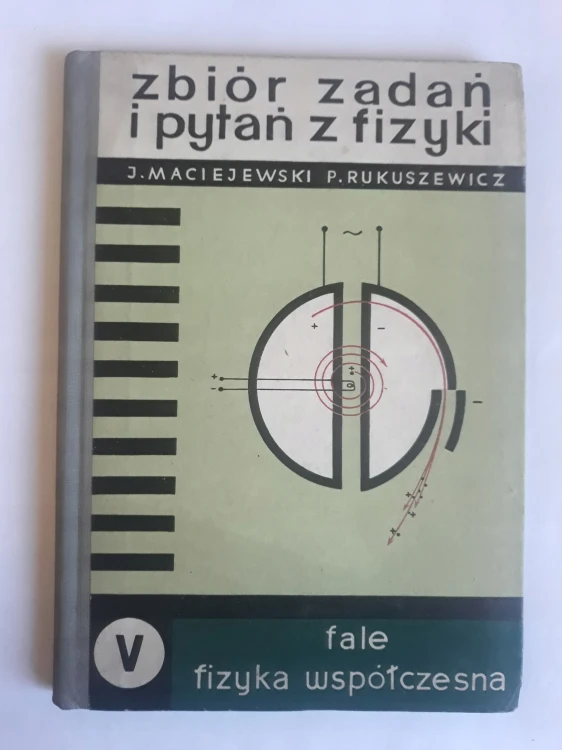 zbiór zadań
i pytań z fizyki
J. MACIEJEWSKI P. RUKUSZEWICZ
~
+ −
+
−
−
V
fale
fizyka współczesna